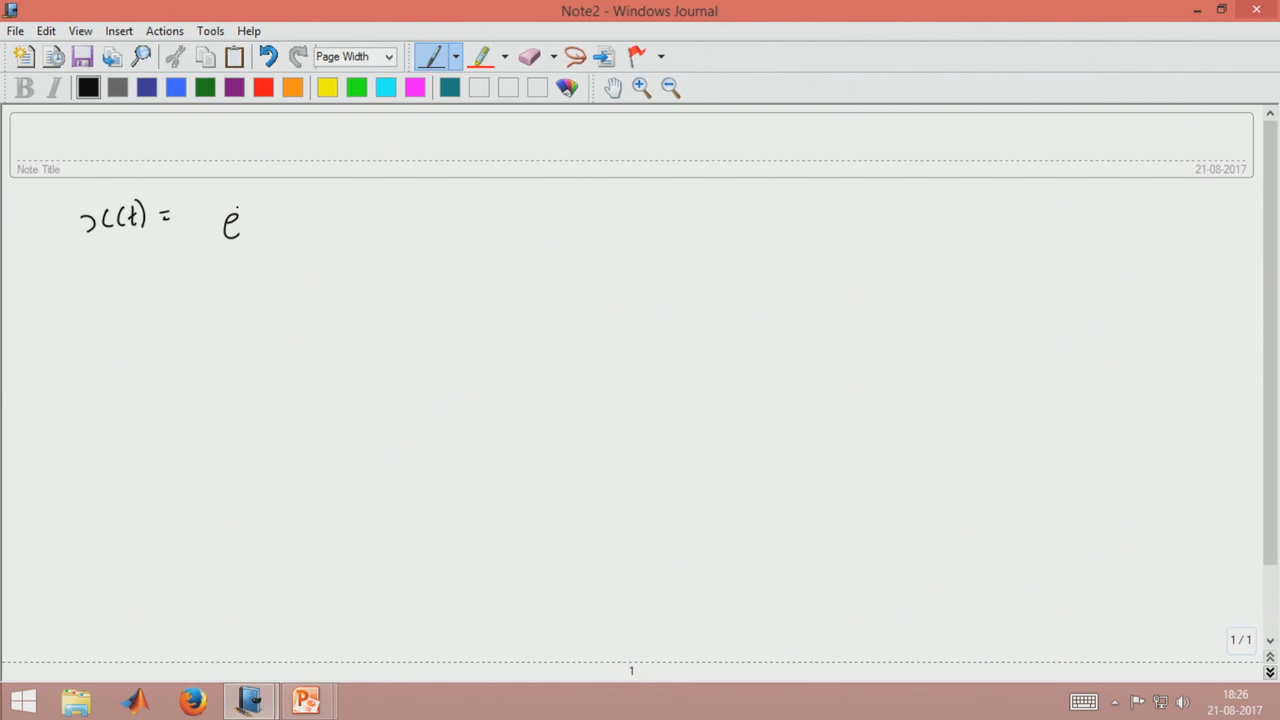 Note2 - Windows Journal
File Edit View Insert Actions Tools Help
Page Width
B I
Note Title 21-08-2017
x(t) = e
1 / 1
1
18:26
21-08-2017